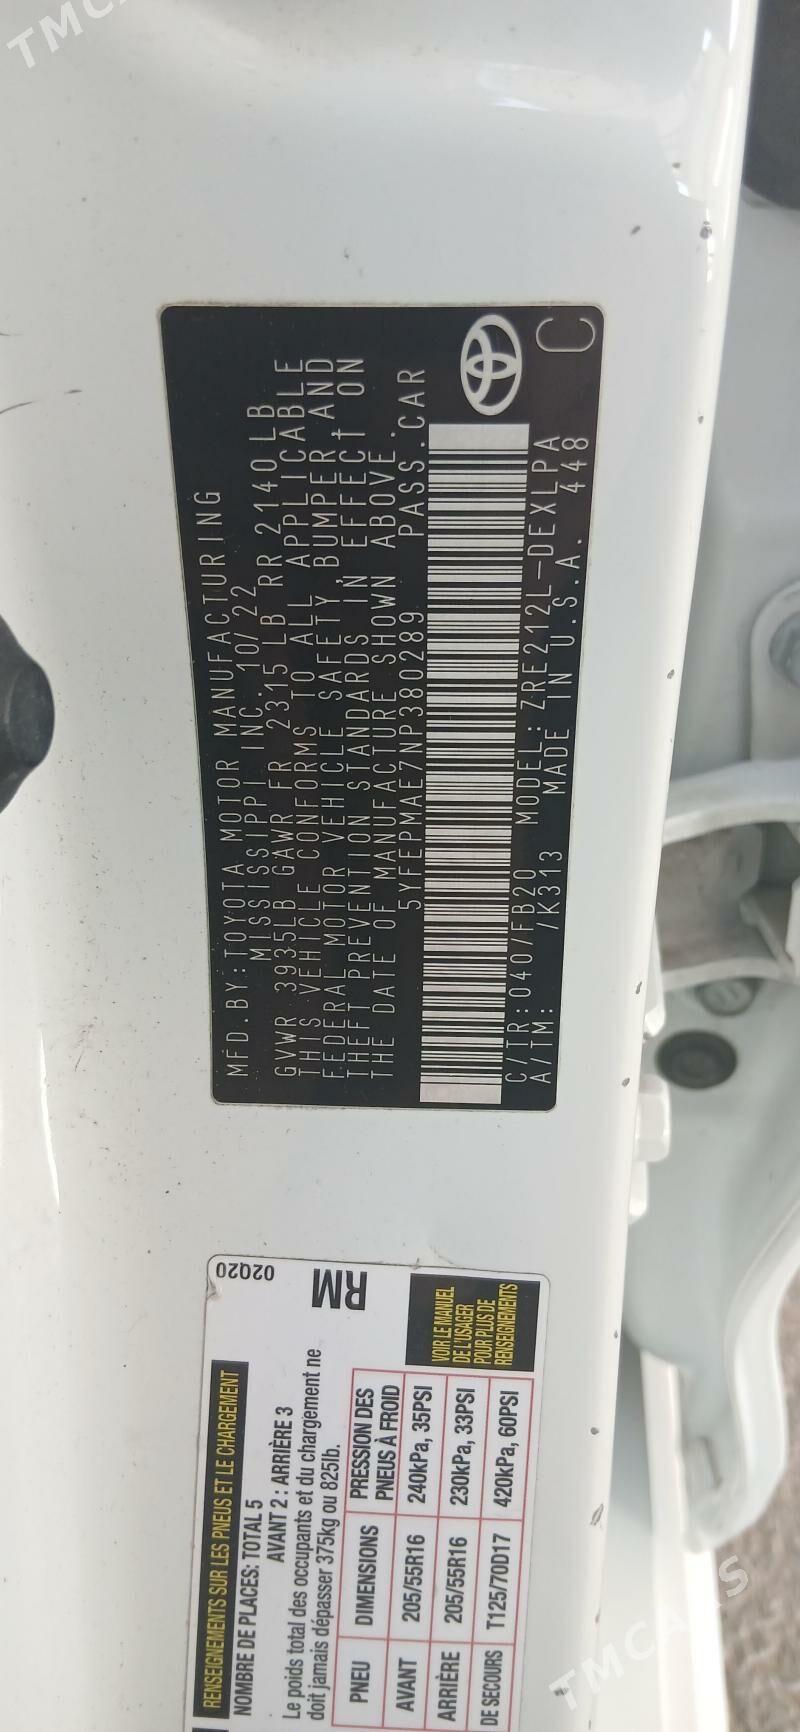 TMCARS
MFD.BY:TOYOTA MOTOR MANUFACTURING
MISSISSIPPI INC. 10/22
GVWR 3935LB GAWR FR 2315 LB RR 2140LB
THIS VEHICLE CONFORMS TO ALL APPLICABLE
FEDERAL MOTOR VEHICLE SAFETY, BUMPER, AND
THEFT PREVENTION STANDARDS IN EFFECT ON
THE DATE OF MANUFACTURE SHOWN ABOVE.
5YFEPMAE7NP380289 PASS.CAR
C/TR:040/FB20 MODEL: ZRE212L-DEXLPA
A/TM: /K313 MADE IN U.S.A. 448
C
02Q20
RM
RENSEIGNEMENTS SUR LES PNEUS ET LE CHARGEMENT
NOMBRE DE PLACES: TOTAL 5
AVANT 2 : ARRIÈRE 3
Le poids total des occupants et du chargement ne
doit jamais dépasser 375kg ou 825lb.
PNEU DIMENSIONS PRESSION DES PNEUS À FROID
AVANT 205/55R16 240kPa, 35PSI
ARRIÈRE 205/55R16 230kPa, 33PSI
DE SECOURS T125/70D17 420kPa, 60PSI
VOIR LE MANUEL
DE L'USAGER
POUR PLUS DE
RENSEIGNEMENTS
TMCARS